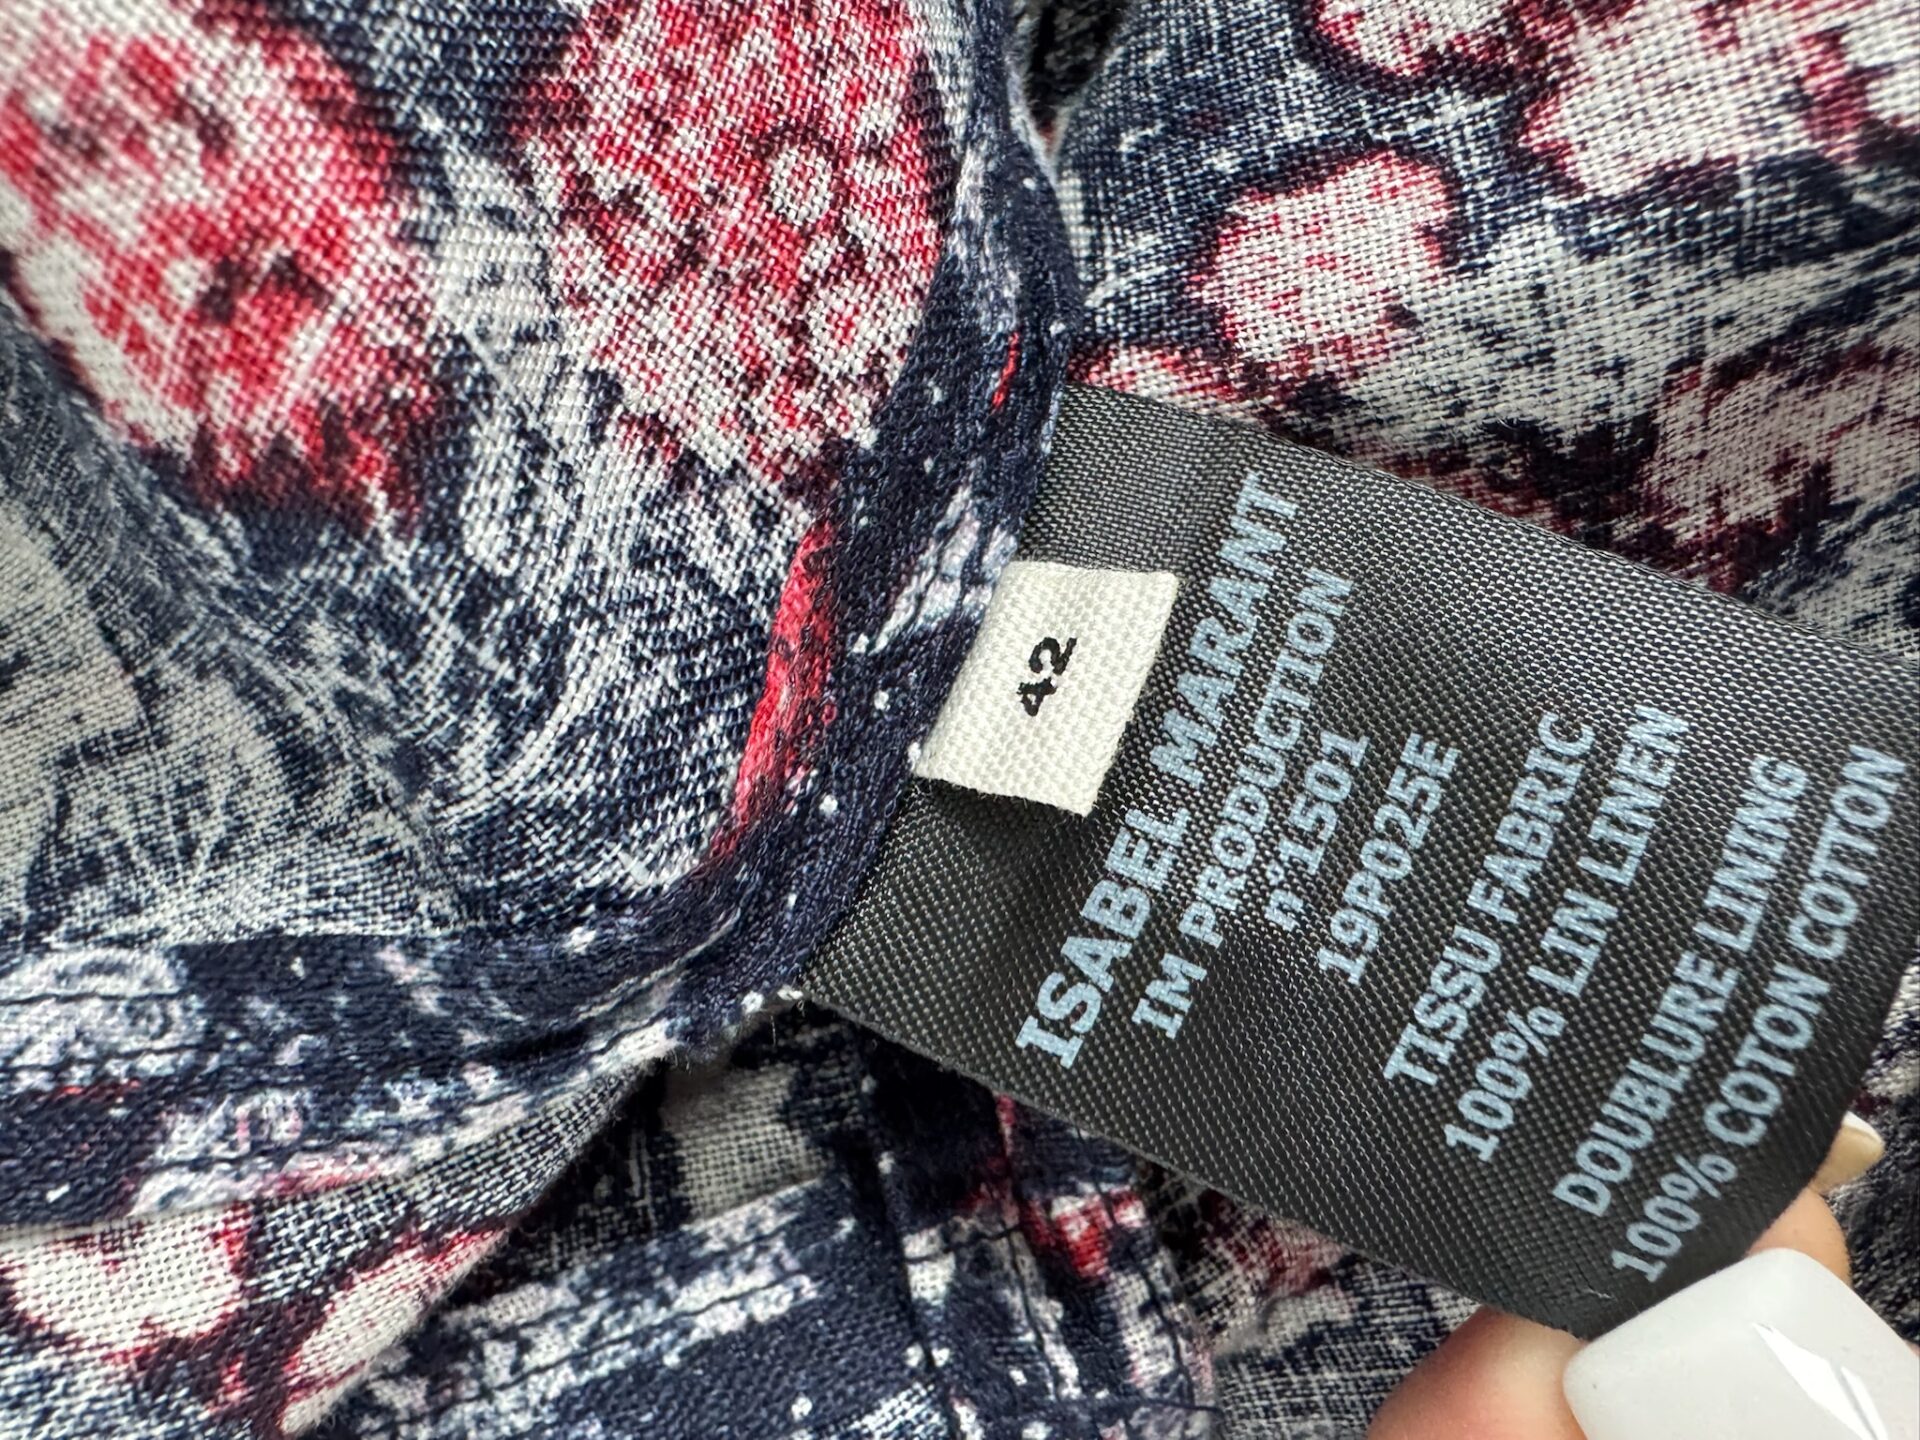 42
ISABEL MARANT
IM PRODUCTION
n°1501
19P025E
TISSU FABRIC
100% LIN LINEN
DOUBLURE LINING
100% COTON COTTON